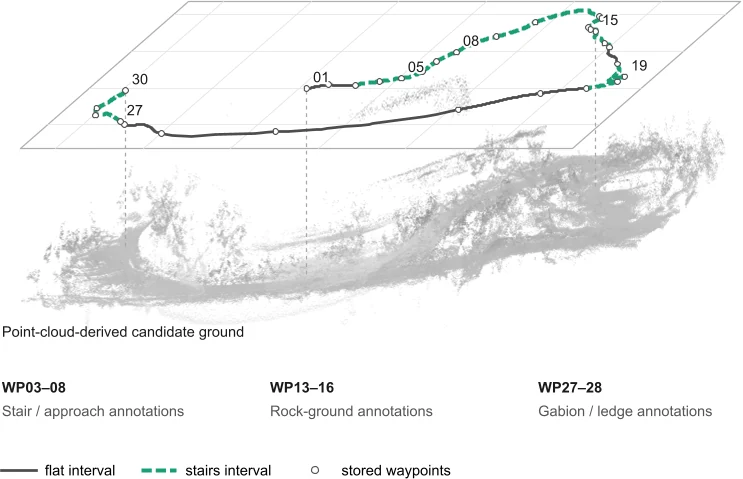 15
08
05
01
19
30
27
Point-cloud-derived candidate ground
WP03–08
Stair / approach annotations
WP13–16
Rock-ground annotations
WP27–28
Gabion / ledge annotations
flat interval
stairs interval
stored waypoints